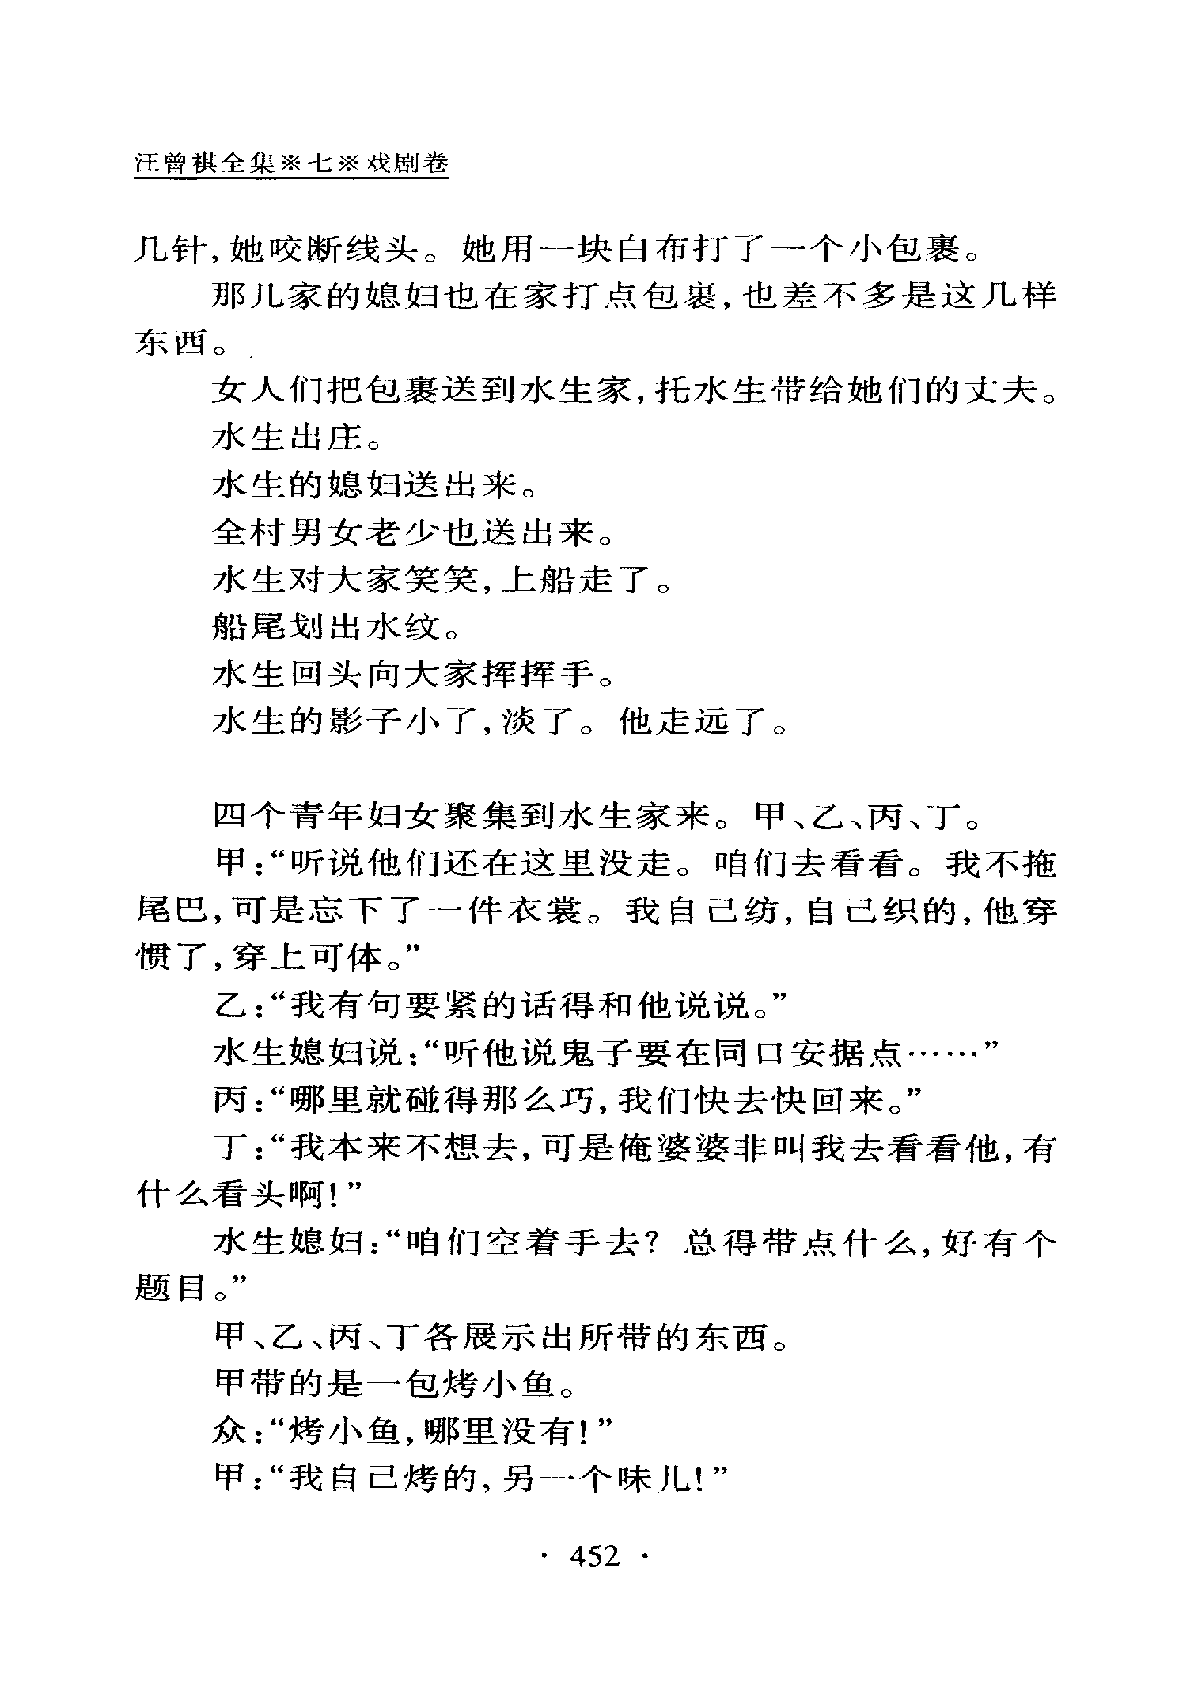 汪曾祺全集※七※戏剧卷
几针,她咬断线头。她用一块白布打了一个小包裹。
那几家的媳妇也在家打点包裹,也差不多是这几样
东西。
女人们把包裹送到水生家,托水生带给她们的丈夫。
水生出庄。
水生的媳妇送出来。
全村男女老少也送出来。
水生对大家笑笑,上船走了。
船尾划出水纹。
水生回头向大家挥挥手。
水生的影子小了,淡了。他走远了。
四个青年妇女聚集到水生家来。甲、乙、丙、丁。
甲:“听说他们还在这里没走。咱们去看看。我不拖
尾巴,可是忘下了一件衣裳。我自己纺,自己织的,他穿
惯了,穿上可体。”
乙:“我有句要紧的话得和他说说。”
水生媳妇说:“听他说鬼子要在同口安据点……”
丙:“哪里就碰得那么巧,我们快去快回来。”
丁:“我本来不想去,可是俺婆婆非叫我去看看他,有
什么看头啊!”
水生媳妇:“咱们空着手去?总得带点什么,好有个
题目。”
甲、乙、丙、丁各展示出所带的东西。
甲带的是一包烤小鱼。
众:“烤小鱼,哪里没有!”
甲:“我自己烤的,另一个味儿!”
· 452 ·